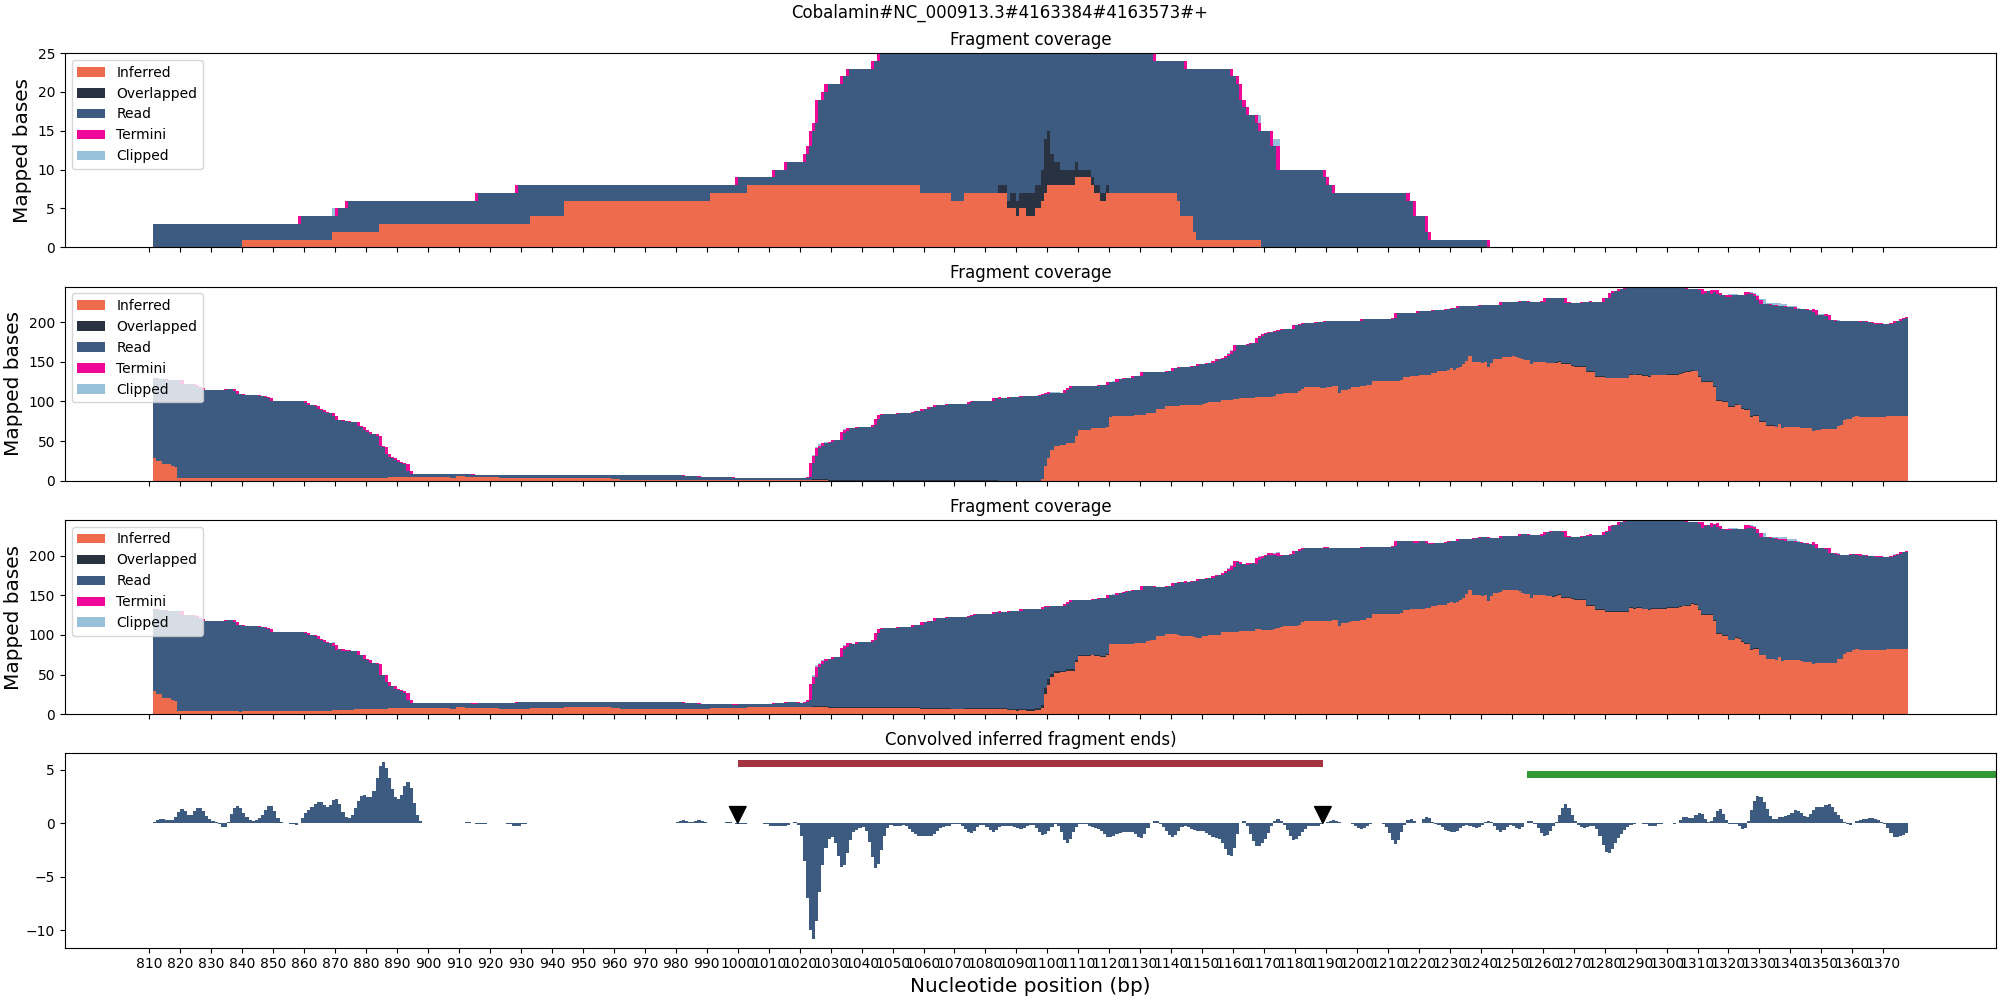 Cobalamin#NC_000913.3#4163384#4163573#+
Fragment coverage
Mapped bases
25
20
15
10
5
0
Inferred
Overlapped
Read
Termini
Clipped
Fragment coverage
Mapped bases
200
150
100
50
0
Inferred
Overlapped
Read
Termini
Clipped
Fragment coverage
Mapped bases
200
150
100
50
0
Inferred
Overlapped
Read
Termini
Clipped
Convolved inferred fragment ends)
5
0
−5
−10
810 820 830 840 850 860 870 880 890 900 910 920 930 940 950 960 970 980 990 1000 1010 1020 1030 1040 1050 1060 1070 1080 1090 1100 1110 1120 1130 1140 1150 1160 1170 1180 1190 1200 1210 1220 1230 1240 1250 1260 1270 1280 1290 1300 1310 1320 1330 1340 1350 1360 1370
Nucleotide position (bp)